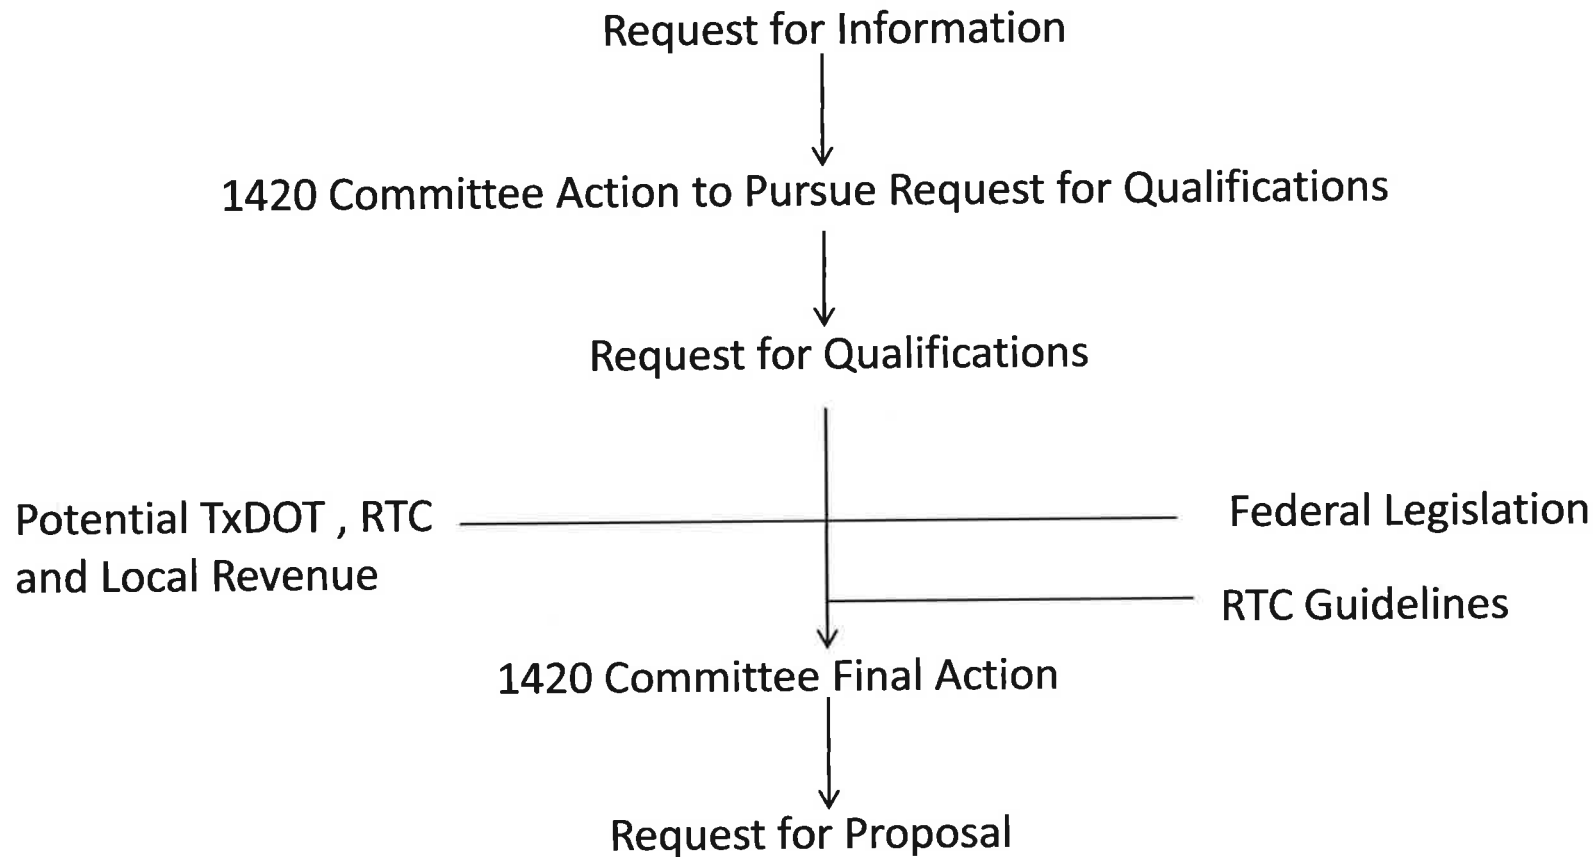 Request for Information
1420 Committee Action to Pursue Request for Qualifications
Request for Qualifications
Potential TxDOT , RTC
and Local Revenue
Federal Legislation
RTC Guidelines
1420 Committee Final Action
Request for Proposal